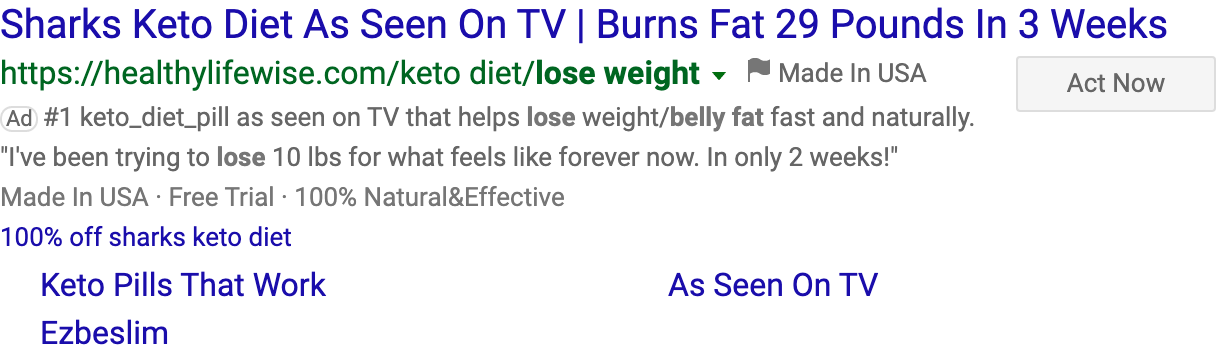 Sharks Keto Diet As Seen On TV | Burns Fat 29 Pounds In 3 Weeks
https://healthylifewise.com/keto diet/lose weight Made In USA
Act Now
Ad #1 keto_diet_pill as seen on TV that helps lose weight/belly fat fast and naturally.
"I've been trying to lose 10 lbs for what feels like forever now. In only 2 weeks!"
Made In USA · Free Trial · 100% Natural&Effective
100% off sharks keto diet
Keto Pills That Work
As Seen On TV
Ezbeslim